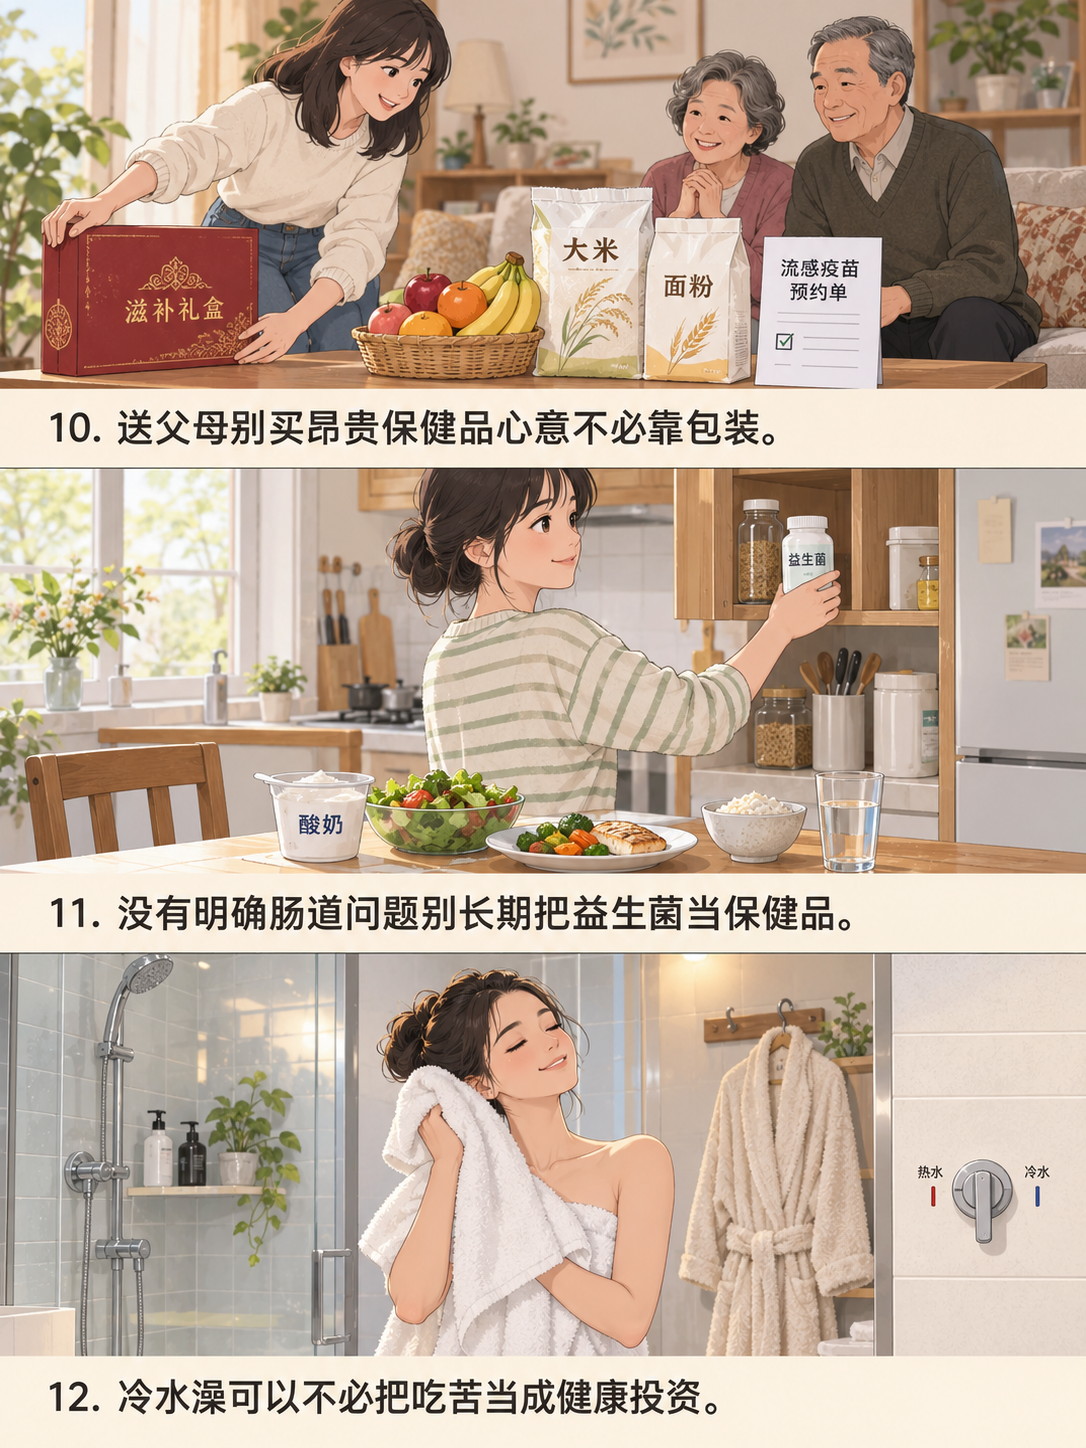 滋补礼盒
大米
面粉
流感疫苗
预约单
10. 送父母别买昂贵保健品心意不必靠包装。
益生菌
酸奶
11. 没有明确肠道问题别长期把益生菌当保健品。
热水
冷水
12. 冷水澡可以不必把吃苦当成健康投资。